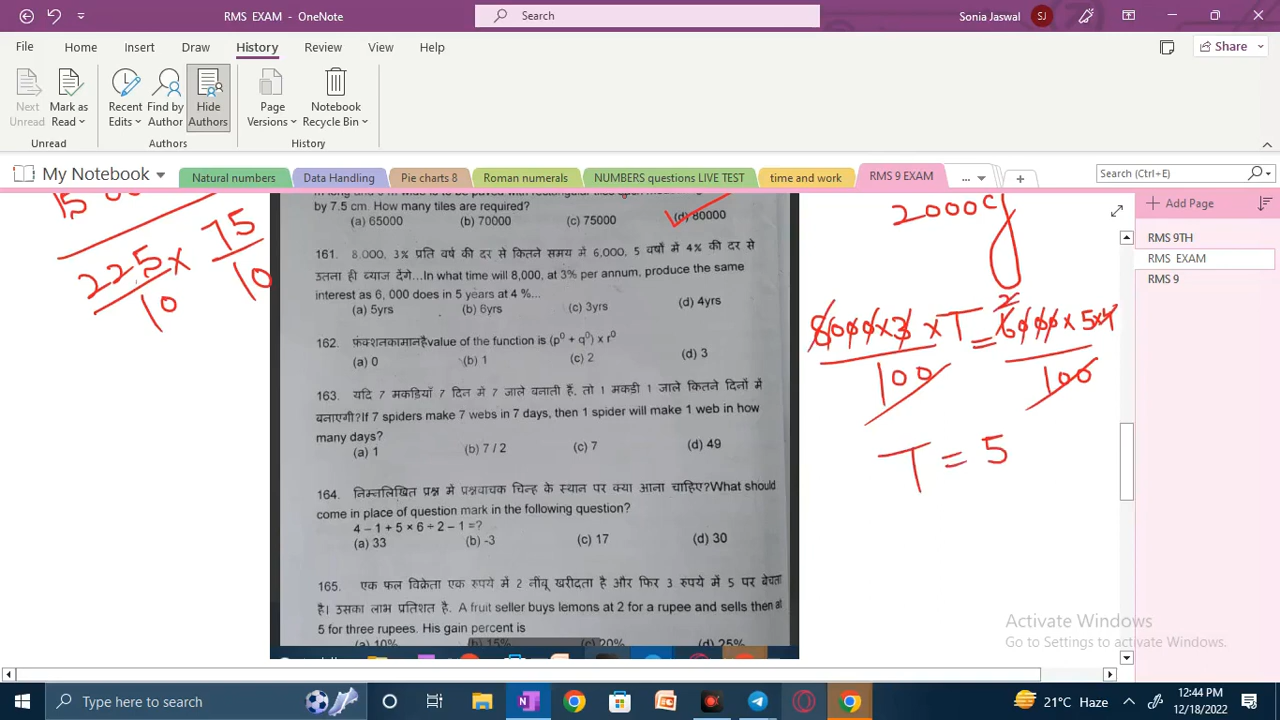 RMS EXAM - OneNote
Search
Sonia Jaswal
SJ
File Home Insert Draw History Review View Help
Share
Next Unread
Mark as Read
Recent Edits
Find by Author
Hide Authors
Page Versions
Notebook Recycle Bin
Unread
Authors
History
My Notebook
Natural numbers
Data Handling
Pie charts 8
Roman numerals
NUMBERS questions LIVE TEST
time and work
RMS 9 EXAM
...
Search (Ctrl+E)
Add Page
RMS 9TH
RMS EXAM
RMS 9
225/10 x 75/10
by 7.5 cm. How many tiles are required?
(a) 65000 (b) 70000 (c) 75000 (d) 80000
161. 8,000, 3% प्रति वर्ष की दर से कितने समय में 6,000, 5 वर्षों में 4% की दर से
उतना ही ब्याज देंगे...In what time will 8,000, at 3% per annum, produce the same
interest as 6, 000 does in 5 years at 4 %...
(a) 5yrs (b) 6yrs (c) 3yrs (d) 4yrs
162. फंक्शनकामानहैvalue of the function is (p⁰ + q⁰) × r⁰
(a) 0 (b) 1 (c) 2 (d) 3
163. यदि 7 मकड़ियाँ 7 दिन में 7 जाले बनाती हैं, तो 1 मकड़ी 1 जाले कितने दिनों में
बनाएगी?If 7 spiders make 7 webs in 7 days, then 1 spider will make 1 web in how
many days?
(a) 1 (b) 7 / 2 (c) 7 (d) 49
164. निम्नलिखित प्रश्न में प्रश्नवाचक चिन्ह के स्थान पर क्या आना चाहिए?What should
come in place of question mark in the following question?
4 – 1 + 5 × 6 ÷ 2 – 1 =?
(a) 33 (b) -3 (c) 17 (d) 30
165. एक फल विक्रेता एक रुपये में 2 नींबू खरीदता है और फिर 3 रुपये में 5 पर बेचता
है। उसका लाभ प्रतिशत है. A fruit seller buys lemons at 2 for a rupee and sells then at
5 for three rupees. His gain percent is
(a) 10% (b) 15% (c) 20% (d) 25%
8000x3 xT = 6000x5x4
100 100
T = 5
Activate Windows
Go to Settings to activate Windows.
Type here to search
21°C Haze
12:44 PM
12/18/2022